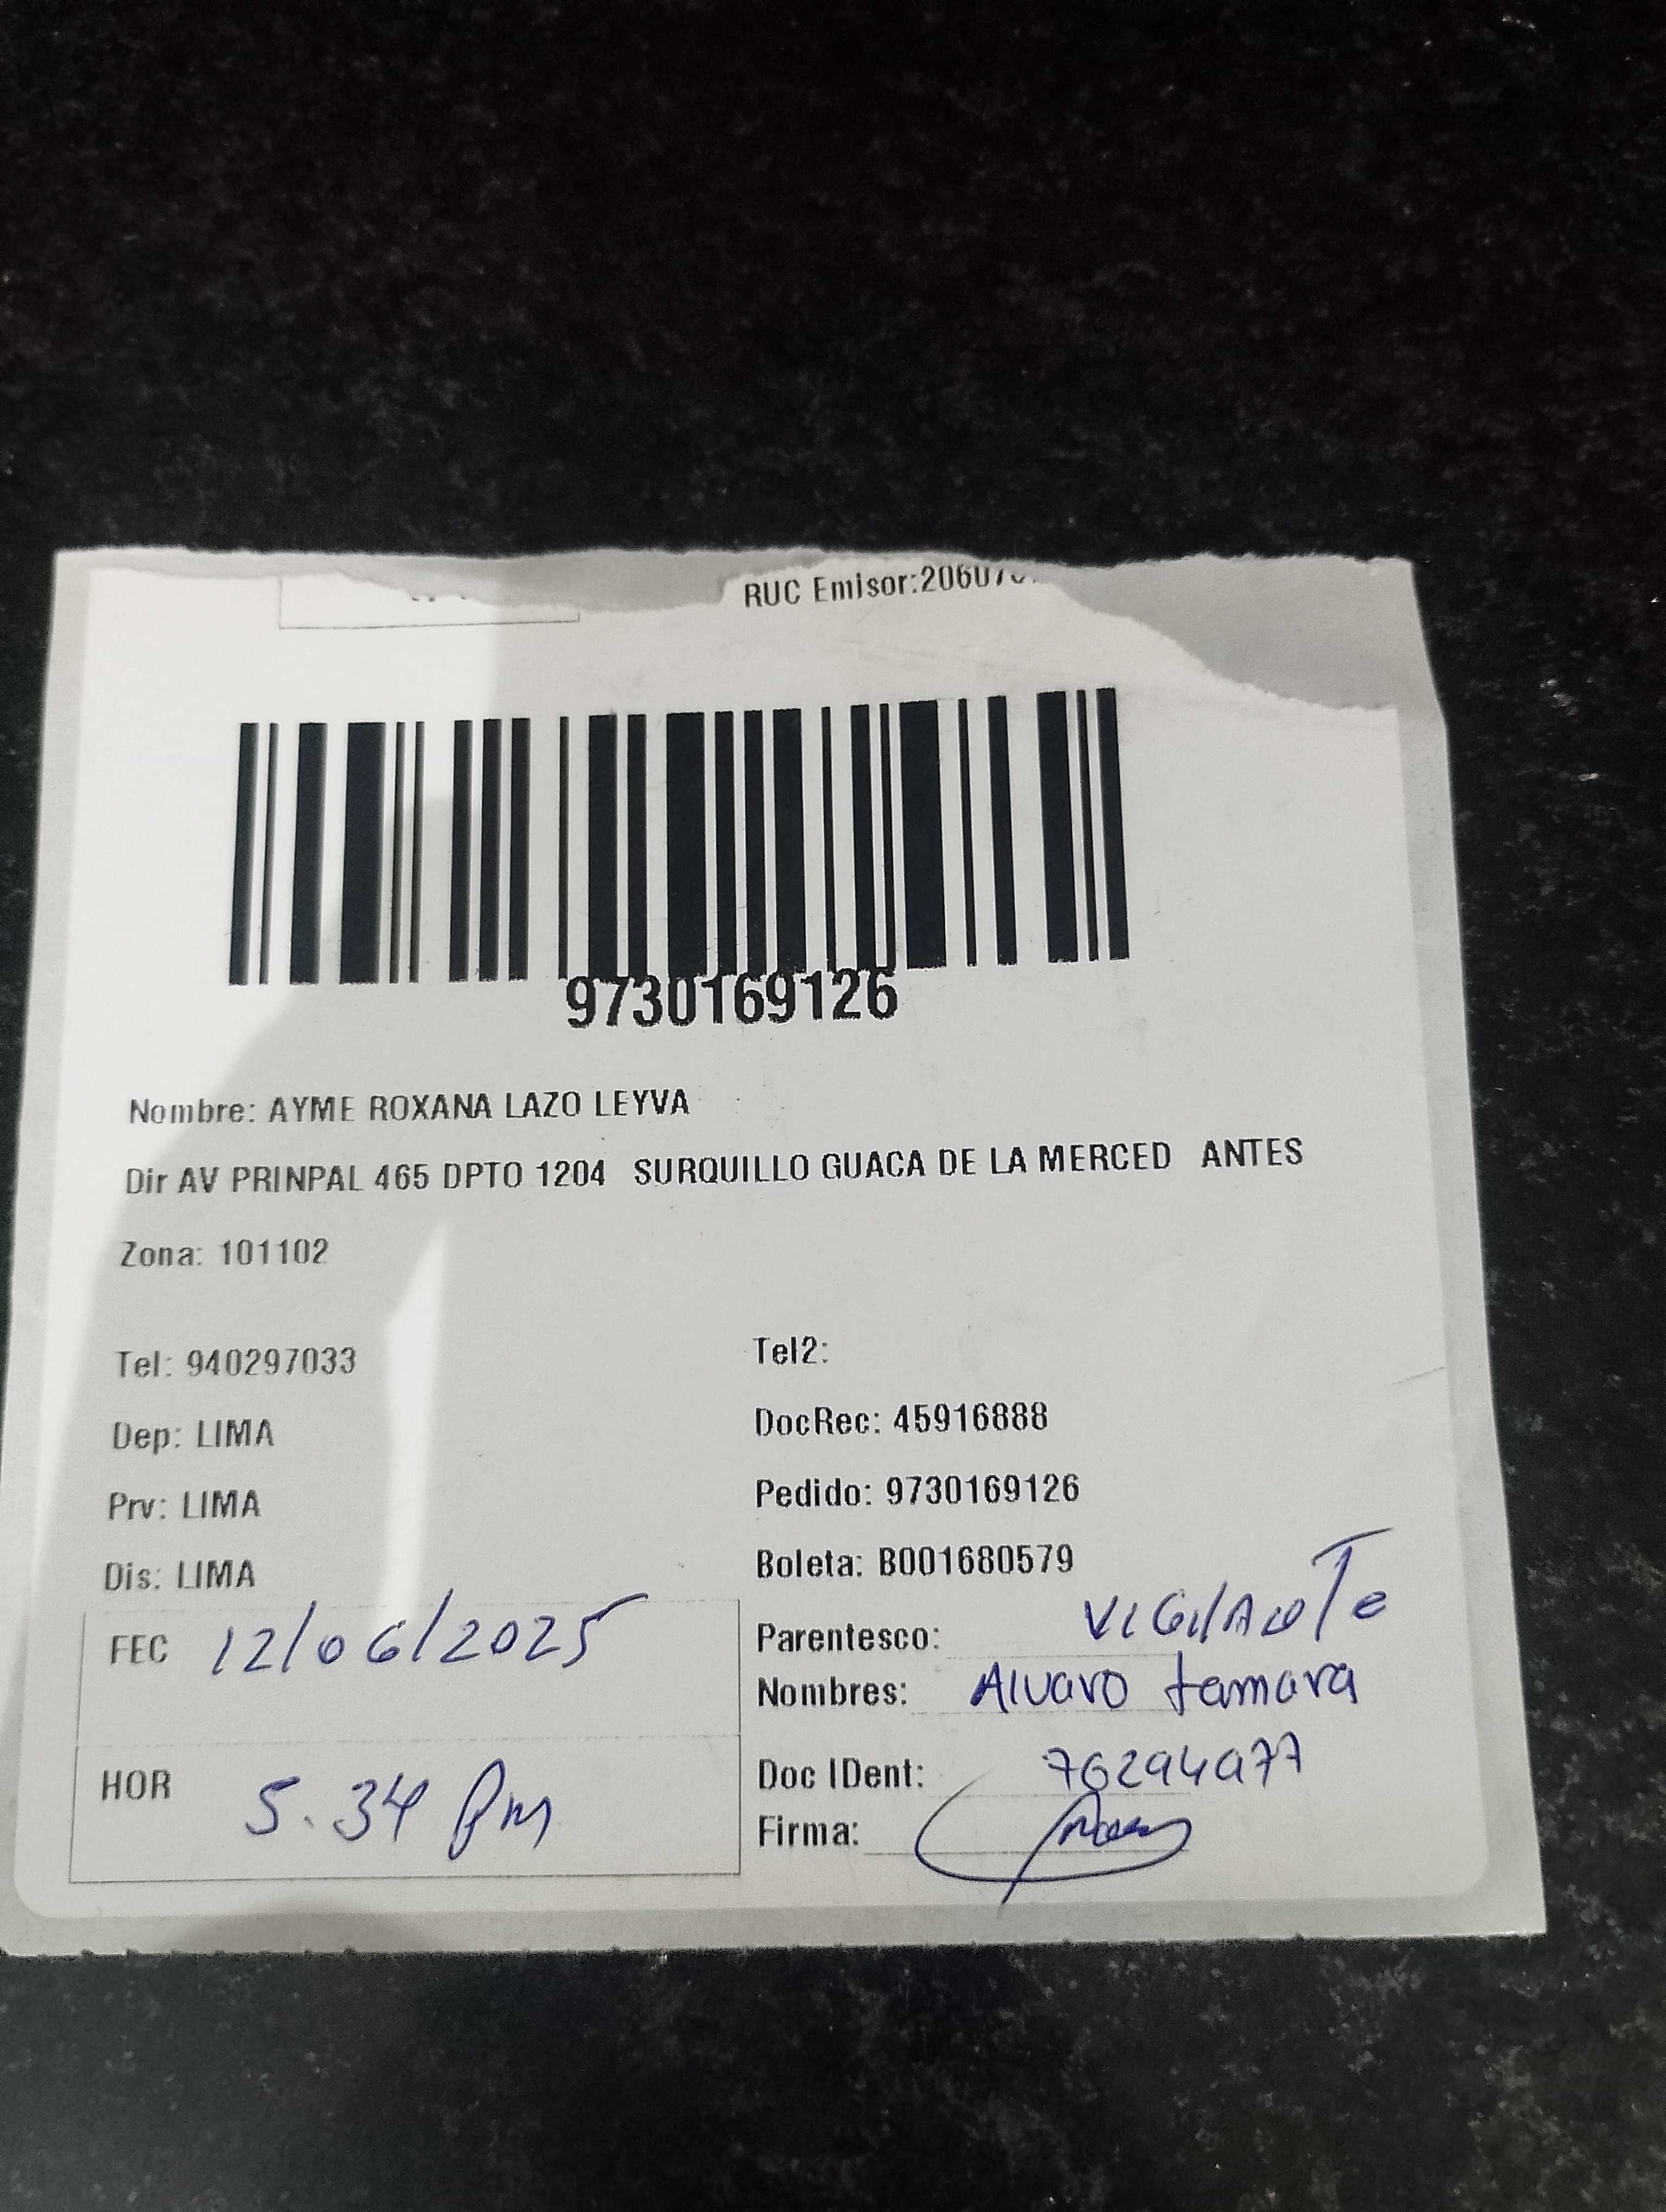 RUC Emisor:20607
9730169126
Nombre: AYME ROXANA LAZO LEYVA
Dir AV PRINPAL 465 DPTO 1204 SURQUILLO GUACA DE LA MERCED ANTES
Zona: 101102
Tel: 940297033 Tel2:
Dep: LIMA DocRec: 45916888
Prv: LIMA Pedido: 9730169126
Dis: LIMA Boleta: B001680579
FEC 12/06/2025 Parentesco: VIGilAnTe
Nombres: Alvaro tamara
HOR 5.34 Pm Doc IDent: 76294977
Firma: